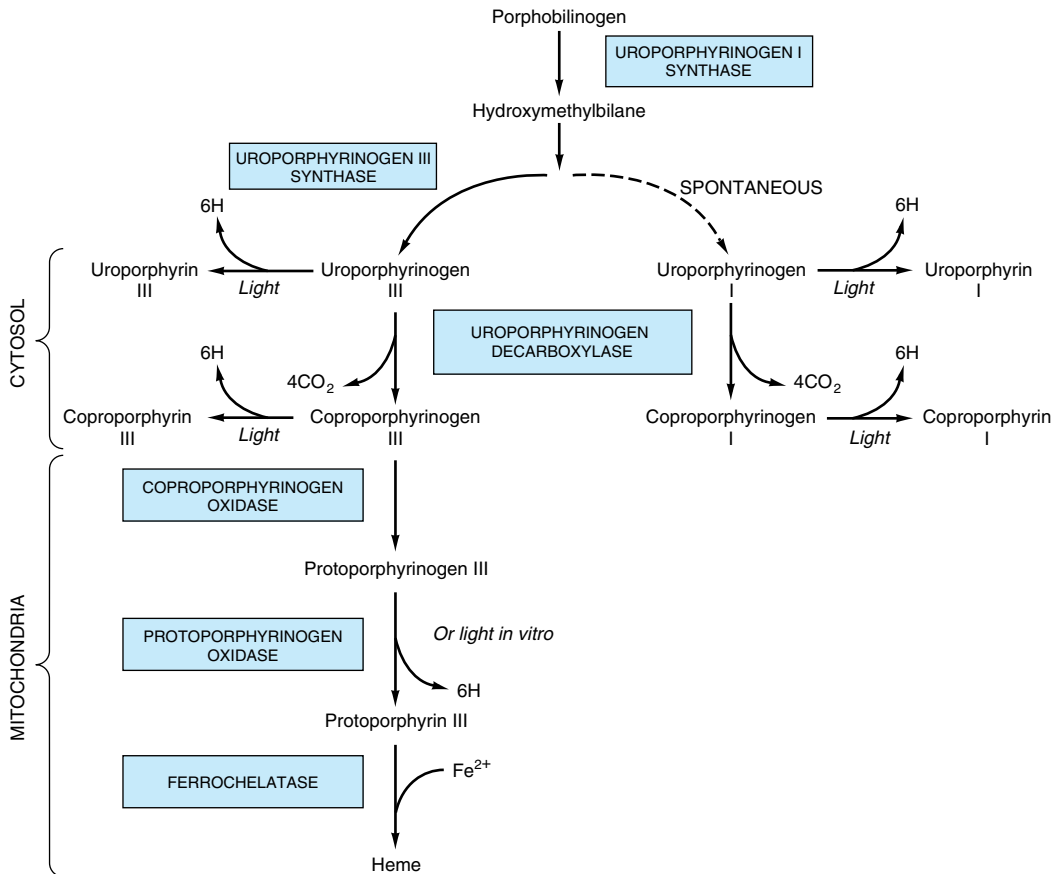 Porphobilinogen
UROPORPHYRINOGEN I
SYNTHASE
Hydroxymethylbilane
UROPORPHYRINOGEN III
SYNTHASE
SPONTANEOUS
6H
6H
CYTOSOL
Uroporphyrin
III
Light
Uroporphyrinogen
III
Uroporphyrinogen
I
Light
Uroporphyrin
I
UROPORPHYRINOGEN
DECARBOXYLASE
6H
4CO₂
4CO₂
6H
Coproporphyrin
III
Light
Coproporphyrinogen
III
Coproporphyrinogen
I
Light
Coproporphyrin
I
MITOCHONDRIA
COPROPORPHYRINOGEN
OXIDASE
Protoporphyrinogen III
PROTOPORPHYRINOGEN
OXIDASE
Or light in vitro
6H
Protoporphyrin III
FERROCHELATASE
Fe²⁺
Heme